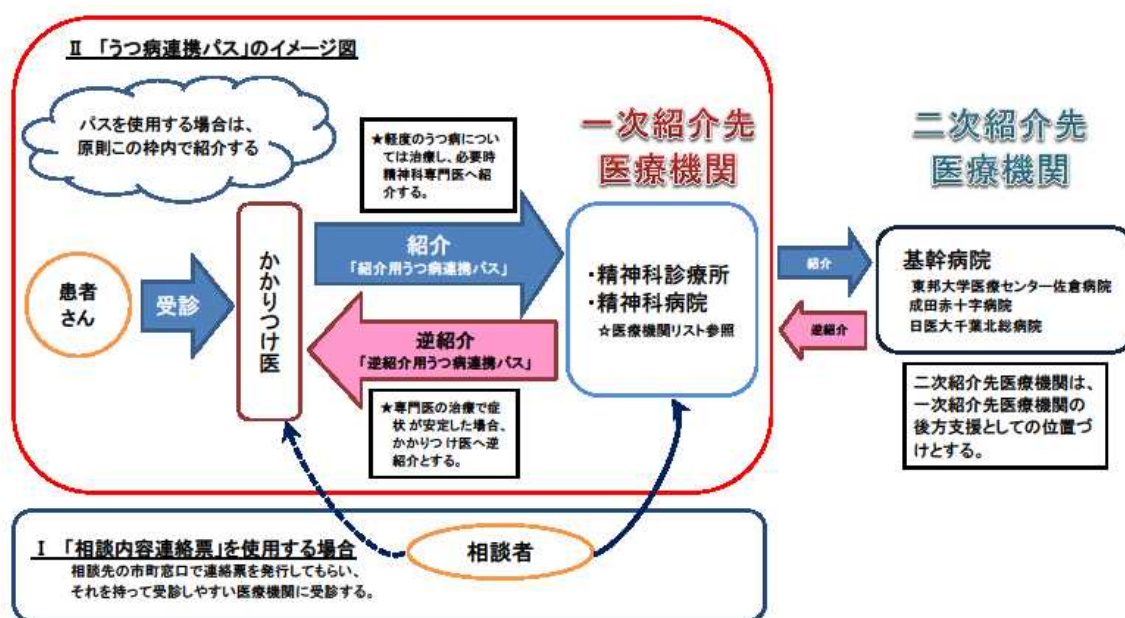 Ⅱ 「うつ病連携パス」のイメージ図
パスを使用する場合は、
原則この枠内で紹介する
★軽度のうつ病につい
ては治療し、必要時
精神科専門医へ紹
介する。
一次紹介先
医療機関
二次紹介先
医療機関
患者
さん
受診
かかりつけ医
紹介
「紹介用うつ病連携パス」
逆紹介
「逆紹介用うつ病連携パス」
・精神科診療所
・精神科病院
☆医療機関リスト参照
紹介
逆紹介
基幹病院
東邦大学医療センター佐倉病院
成田赤十字病院
日医大千葉北総病院
★専門医の治療で症
状が安定した場合、
かかりつけ医へ逆
紹介とする。
二次紹介先医療機関は、
一次紹介先医療機関の
後方支援としての位置づ
けとする。
Ⅰ 「相談内容連絡票」を使用する場合
相談先の市町窓口で連絡票を発行してもらい、
それを持って受診しやすい医療機関に受診する。
相談者